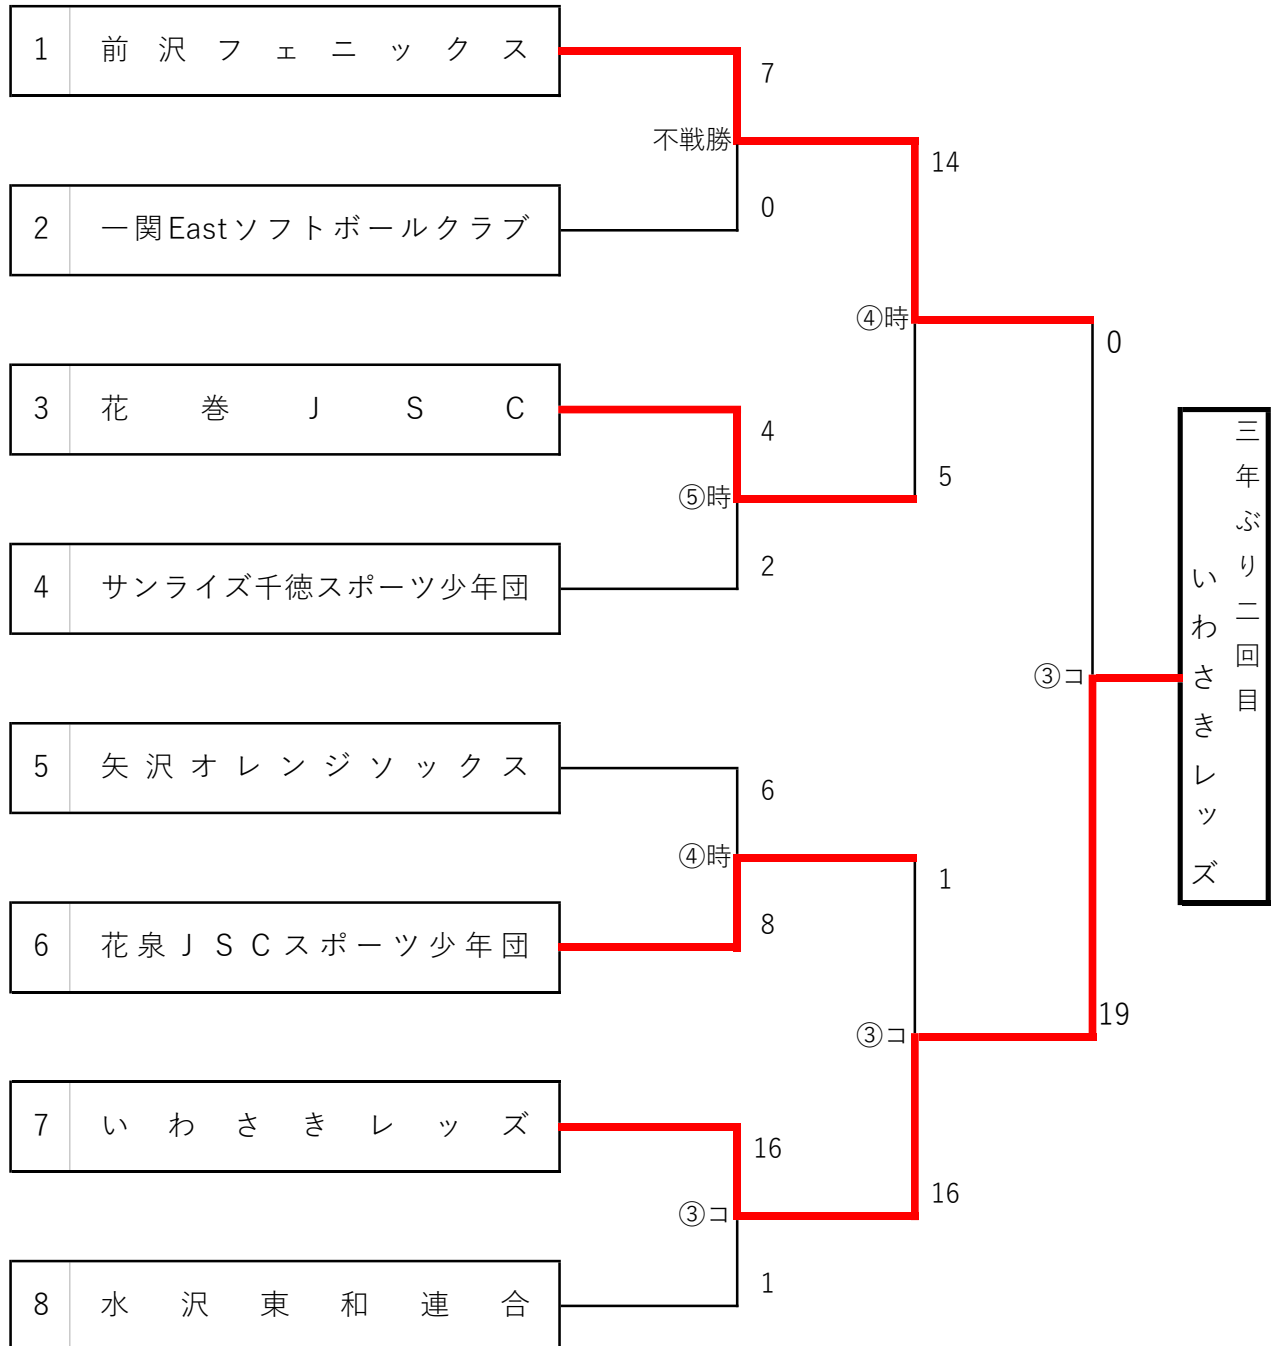 1 前沢フェニックス
7
不戦勝
14
0
2 一関Eastソフトボールクラブ
④時
0
3 花巻JSC
4
5
⑤時
2
4 サンライズ千徳スポーツ少年団
三年ぶり二回目
いわさきレッズ
③コ
5 矢沢オレンジソックス
6
④時
1
8
6 花泉JSCスポーツ少年団
19
③コ
7 いわさきレッズ
16
16
③コ
1
8 水沢東和連合